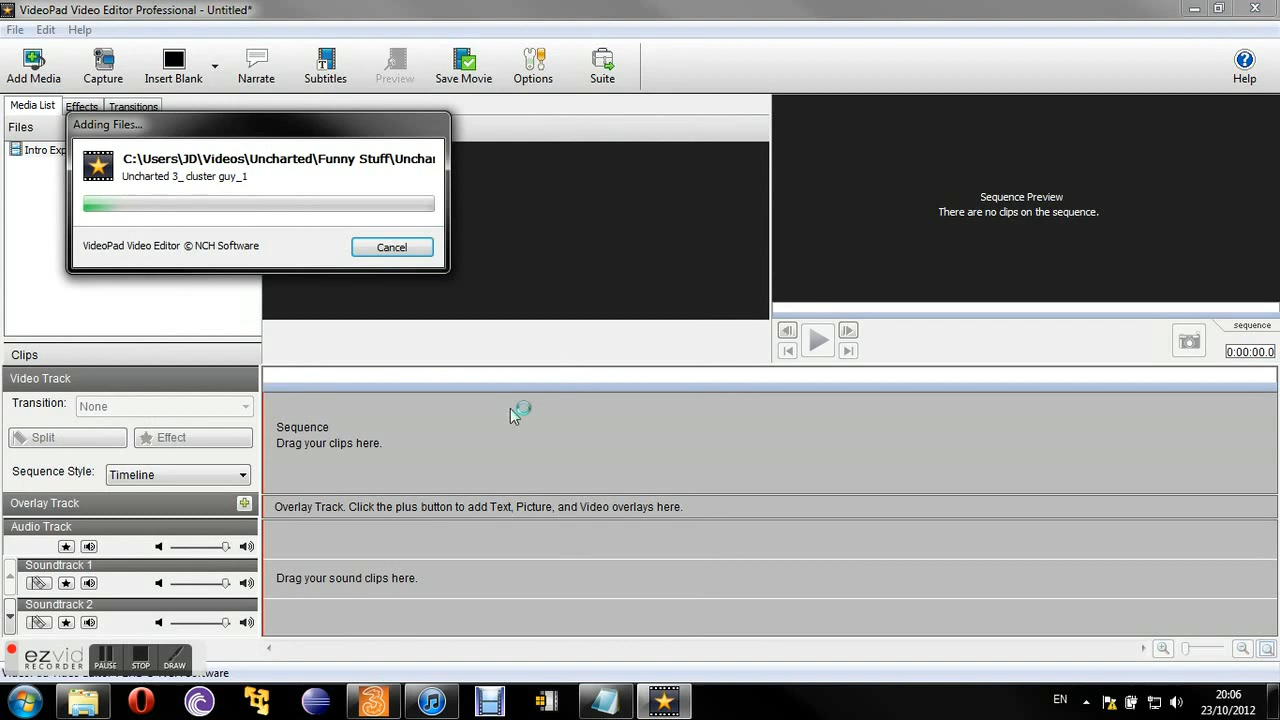 VideoPad Video Editor Professional - Untitled*
File Edit Help
Add Media Capture Insert Blank Narrate Subtitles Preview Save Movie Options Suite Help
Media List Effects Transitions
Files
Intro Exp
Adding Files...
C:\Users\JD\Videos\Uncharted\Funny Stuff\Unchar
Uncharted 3_ cluster guy_1
VideoPad Video Editor © NCH Software
Cancel
Sequence Preview
There are no clips on the sequence.
sequence
0:00:00.0
Clips
Video Track
Transition: None
Split Effect
Sequence Style: Timeline
Sequence
Drag your clips here.
Overlay Track
Overlay Track. Click the plus button to add Text, Picture, and Video overlays here.
Audio Track
Soundtrack 1
Drag your sound clips here.
Soundtrack 2
ezvid
RECORDER
PAUSE STOP DRAW
Software
EN
20:06
23/10/2012